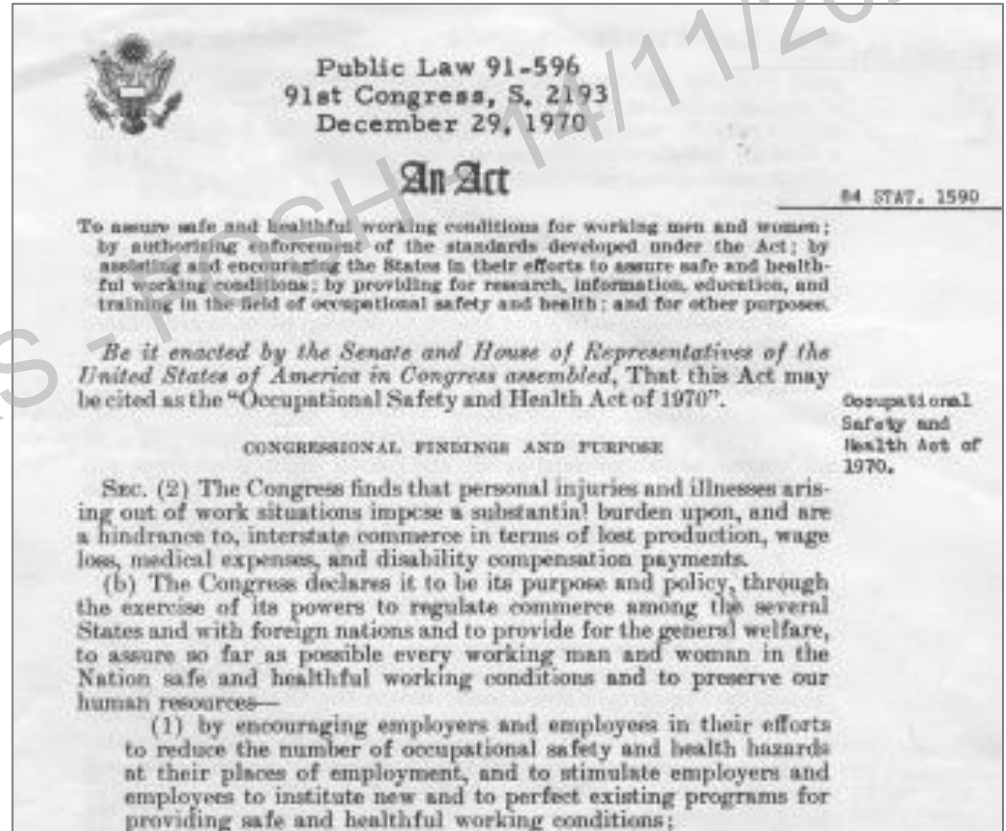 Public Law 91-596
91st Congress, S. 2193
December 29, 1970
An Act
84 STAT. 1590
To assure safe and healthful working conditions for working men and women;
by authorizing enforcement of the standards developed under the Act; by
assisting and encouraging the States in their efforts to assure safe and health-
ful working conditions; by providing for research, information, education, and
training in the field of occupational safety and health; and for other purposes.
Be it enacted by the Senate and House of Representatives of the
United States of America in Congress assembled, That this Act may
be cited as the “Occupational Safety and Health Act of 1970”.
Occupational
Safety and
Health Act of
1970.
CONGRESSIONAL FINDINGS AND PURPOSE
SEC. (2) The Congress finds that personal injuries and illnesses aris-
ing out of work situations impose a substantial burden upon, and are
a hindrance to, interstate commerce in terms of lost production, wage
loss, medical expenses, and disability compensation payments.
(b) The Congress declares it to be its purpose and policy, through
the exercise of its powers to regulate commerce among the several
States and with foreign nations and to provide for the general welfare,
to assure so far as possible every working man and woman in the
Nation safe and healthful working conditions and to preserve our
human resources—
(1) by encouraging employers and employees in their efforts
to reduce the number of occupational safety and health hazards
at their places of employment, and to stimulate employers and
employees to institute new and to perfect existing programs for
providing safe and healthful working conditions;